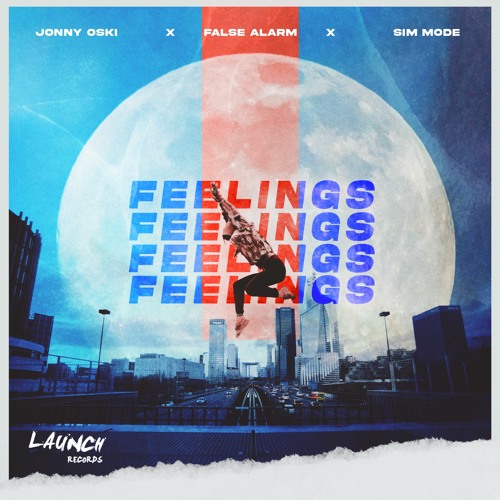 JONNY OSKI X FALSE ALARM X SIM MODE
FEELINGS
FEELINGS
FEELINGS
FEELINGS
LAUNCH
RECORDS